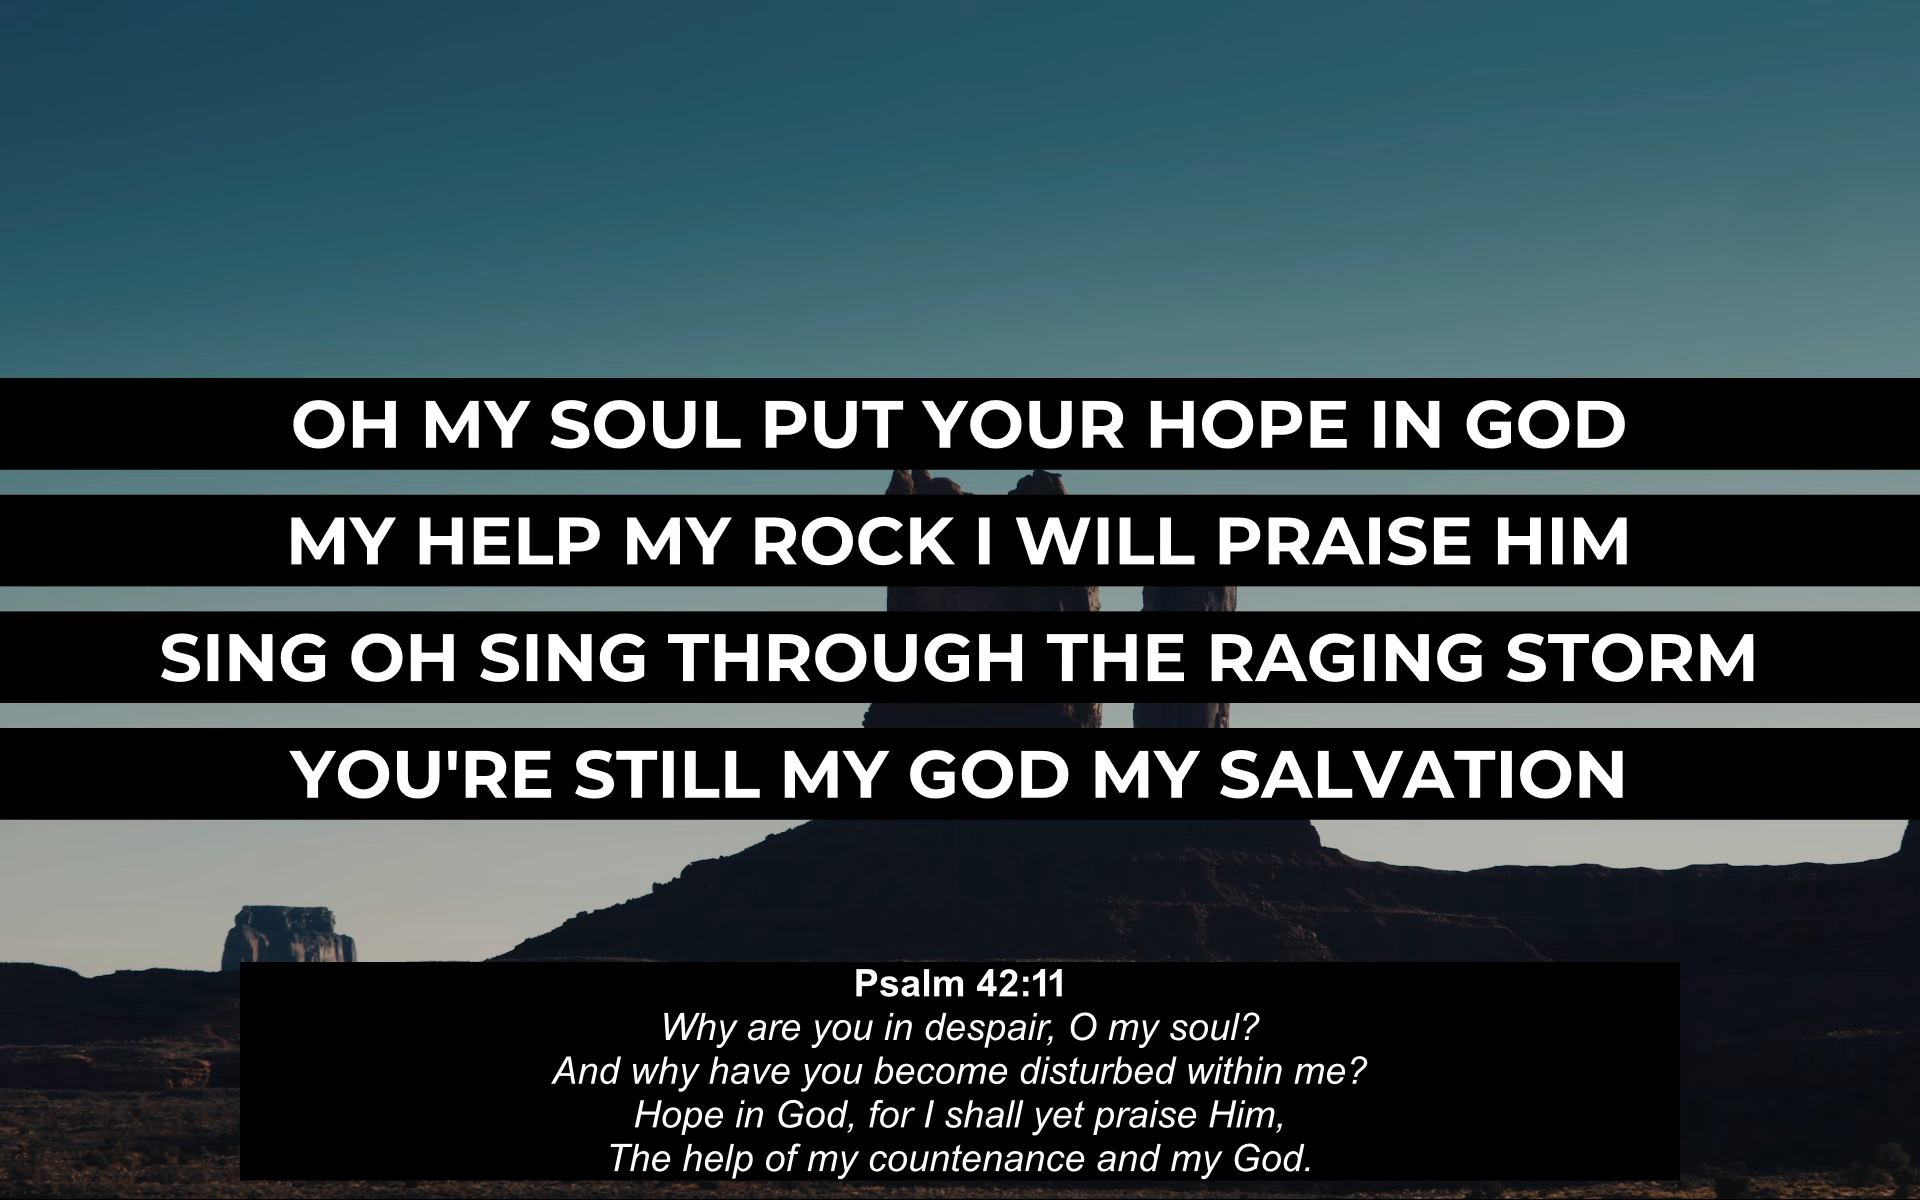 OH MY SOUL PUT YOUR HOPE IN GOD
MY HELP MY ROCK I WILL PRAISE HIM
SING OH SING THROUGH THE RAGING STORM
YOU'RE STILL MY GOD MY SALVATION
Psalm 42:11
Why are you in despair, O my soul?
And why have you become disturbed within me?
Hope in God, for I shall yet praise Him,
The help of my countenance and my God.